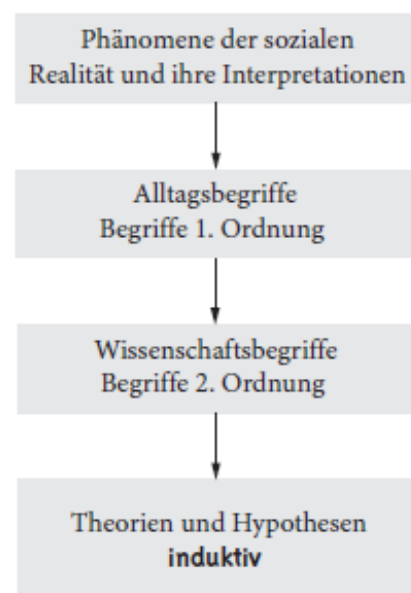 Phänomene der sozialen
Realität und ihre Interpretationen
Alltagsbegriffe
Begriffe 1. Ordnung
Wissenschaftsbegriffe
Begriffe 2. Ordnung
Theorien und Hypothesen
induktiv